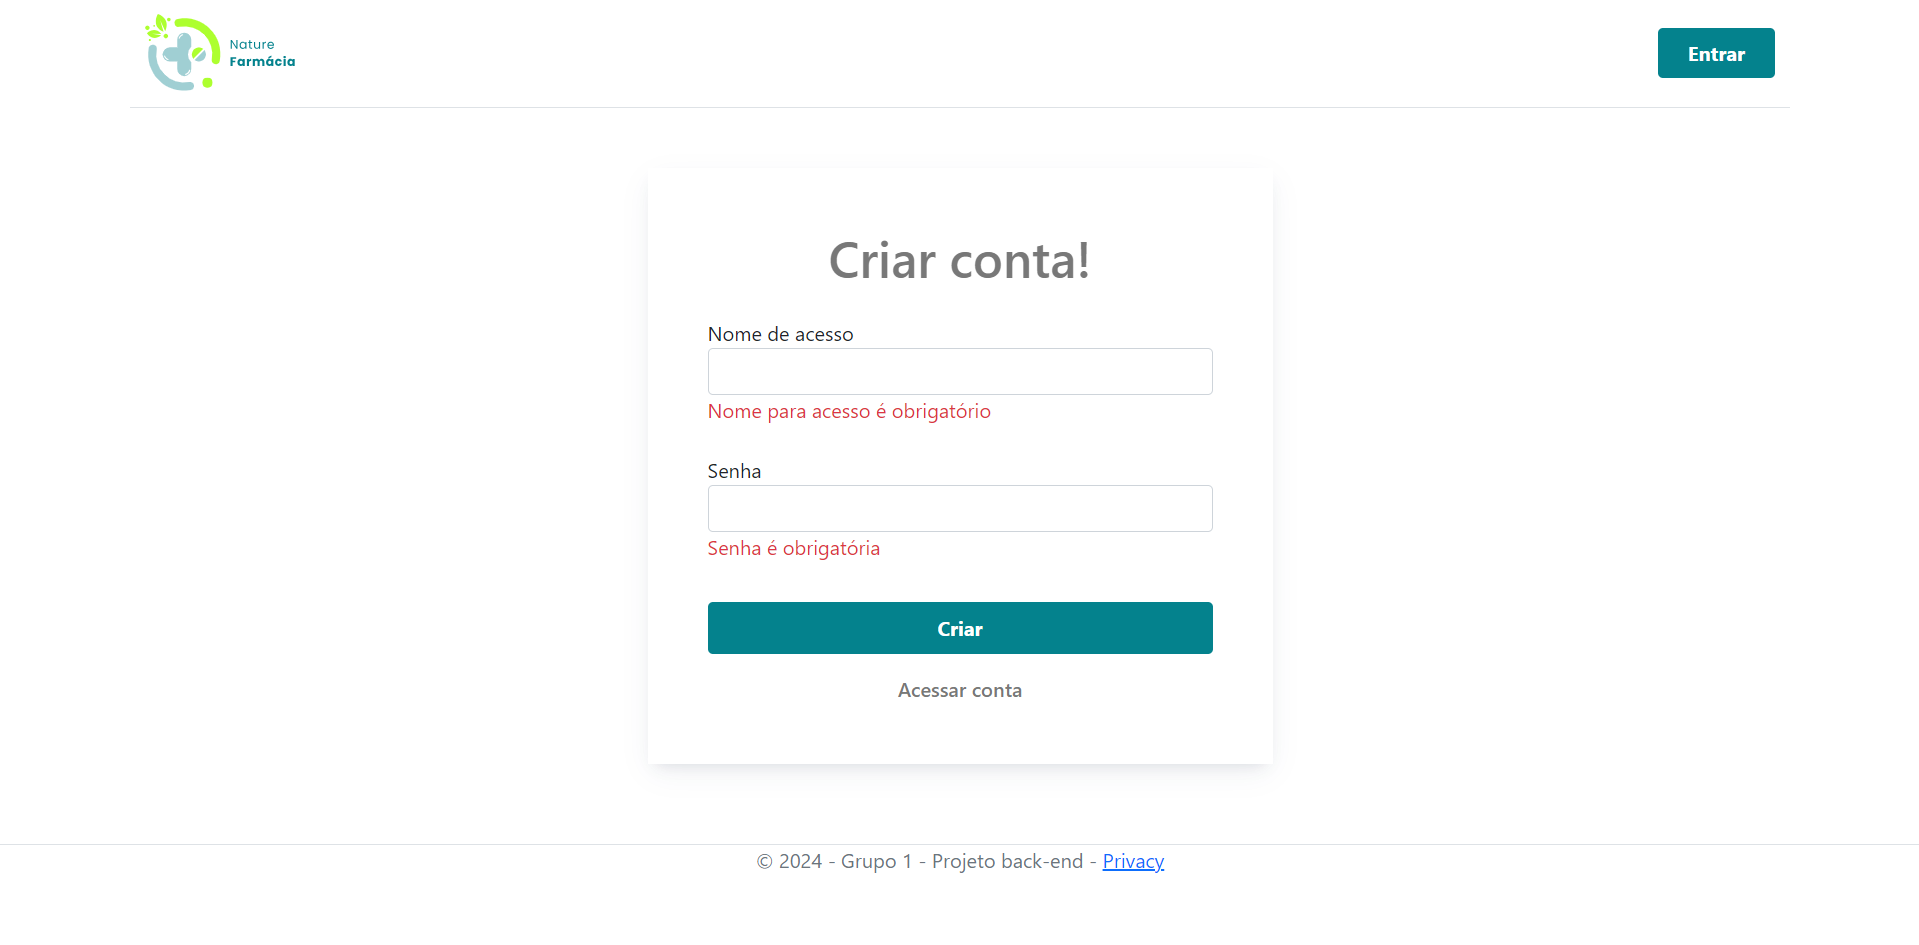 Nature
Farmácia
Entrar
Criar conta!
Nome de acesso
Nome para acesso é obrigatório
Senha
Senha é obrigatória
Criar
Acessar conta
© 2024 - Grupo 1 - Projeto back-end - Privacy